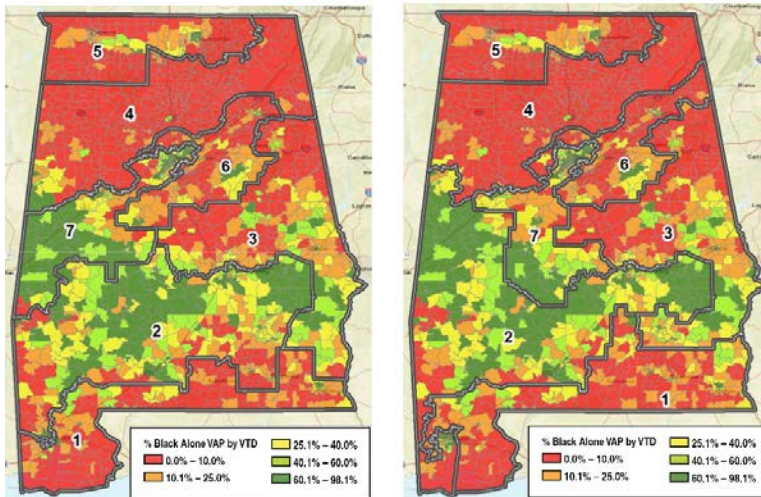 5
4
6
7
3
2
1
% Black Alone VAP by VTD
0.0% – 10.0%
10.1% – 25.0%
25.1% – 40.0%
40.1% – 60.0%
60.1% – 98.1%
5
4
6
7
3
2
1
% Black Alone VAP by VTD
0.0% – 10.0%
10.1% – 25.0%
25.1% – 40.0%
40.1% – 60.0%
60.1% – 98.1%